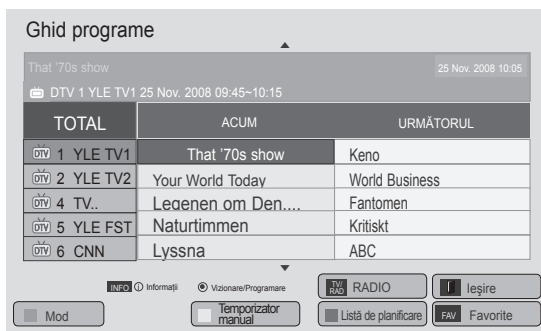 Ghid programe
That '70s show 25 Nov. 2008 10:05
DTV 1 YLE TV1 25 Nov. 2008 09:45~10:15
TOTAL ACUM URMĂTORUL
DTV 1 YLE TV1 That '70s show Keno
DTV 2 YLE TV2 Your World Today World Business
DTV 4 TV.. Legenen om Den.... Fantomen
DTV 5 YLE FST Naturtimmen Kritiskt
DTV 6 CNN Lyssna ABC
INFO i Informaţii Vizionare/Programare TV/RAD RADIO Ieşire
Mod Temporizator manual Listă de planificare FAV Favorite